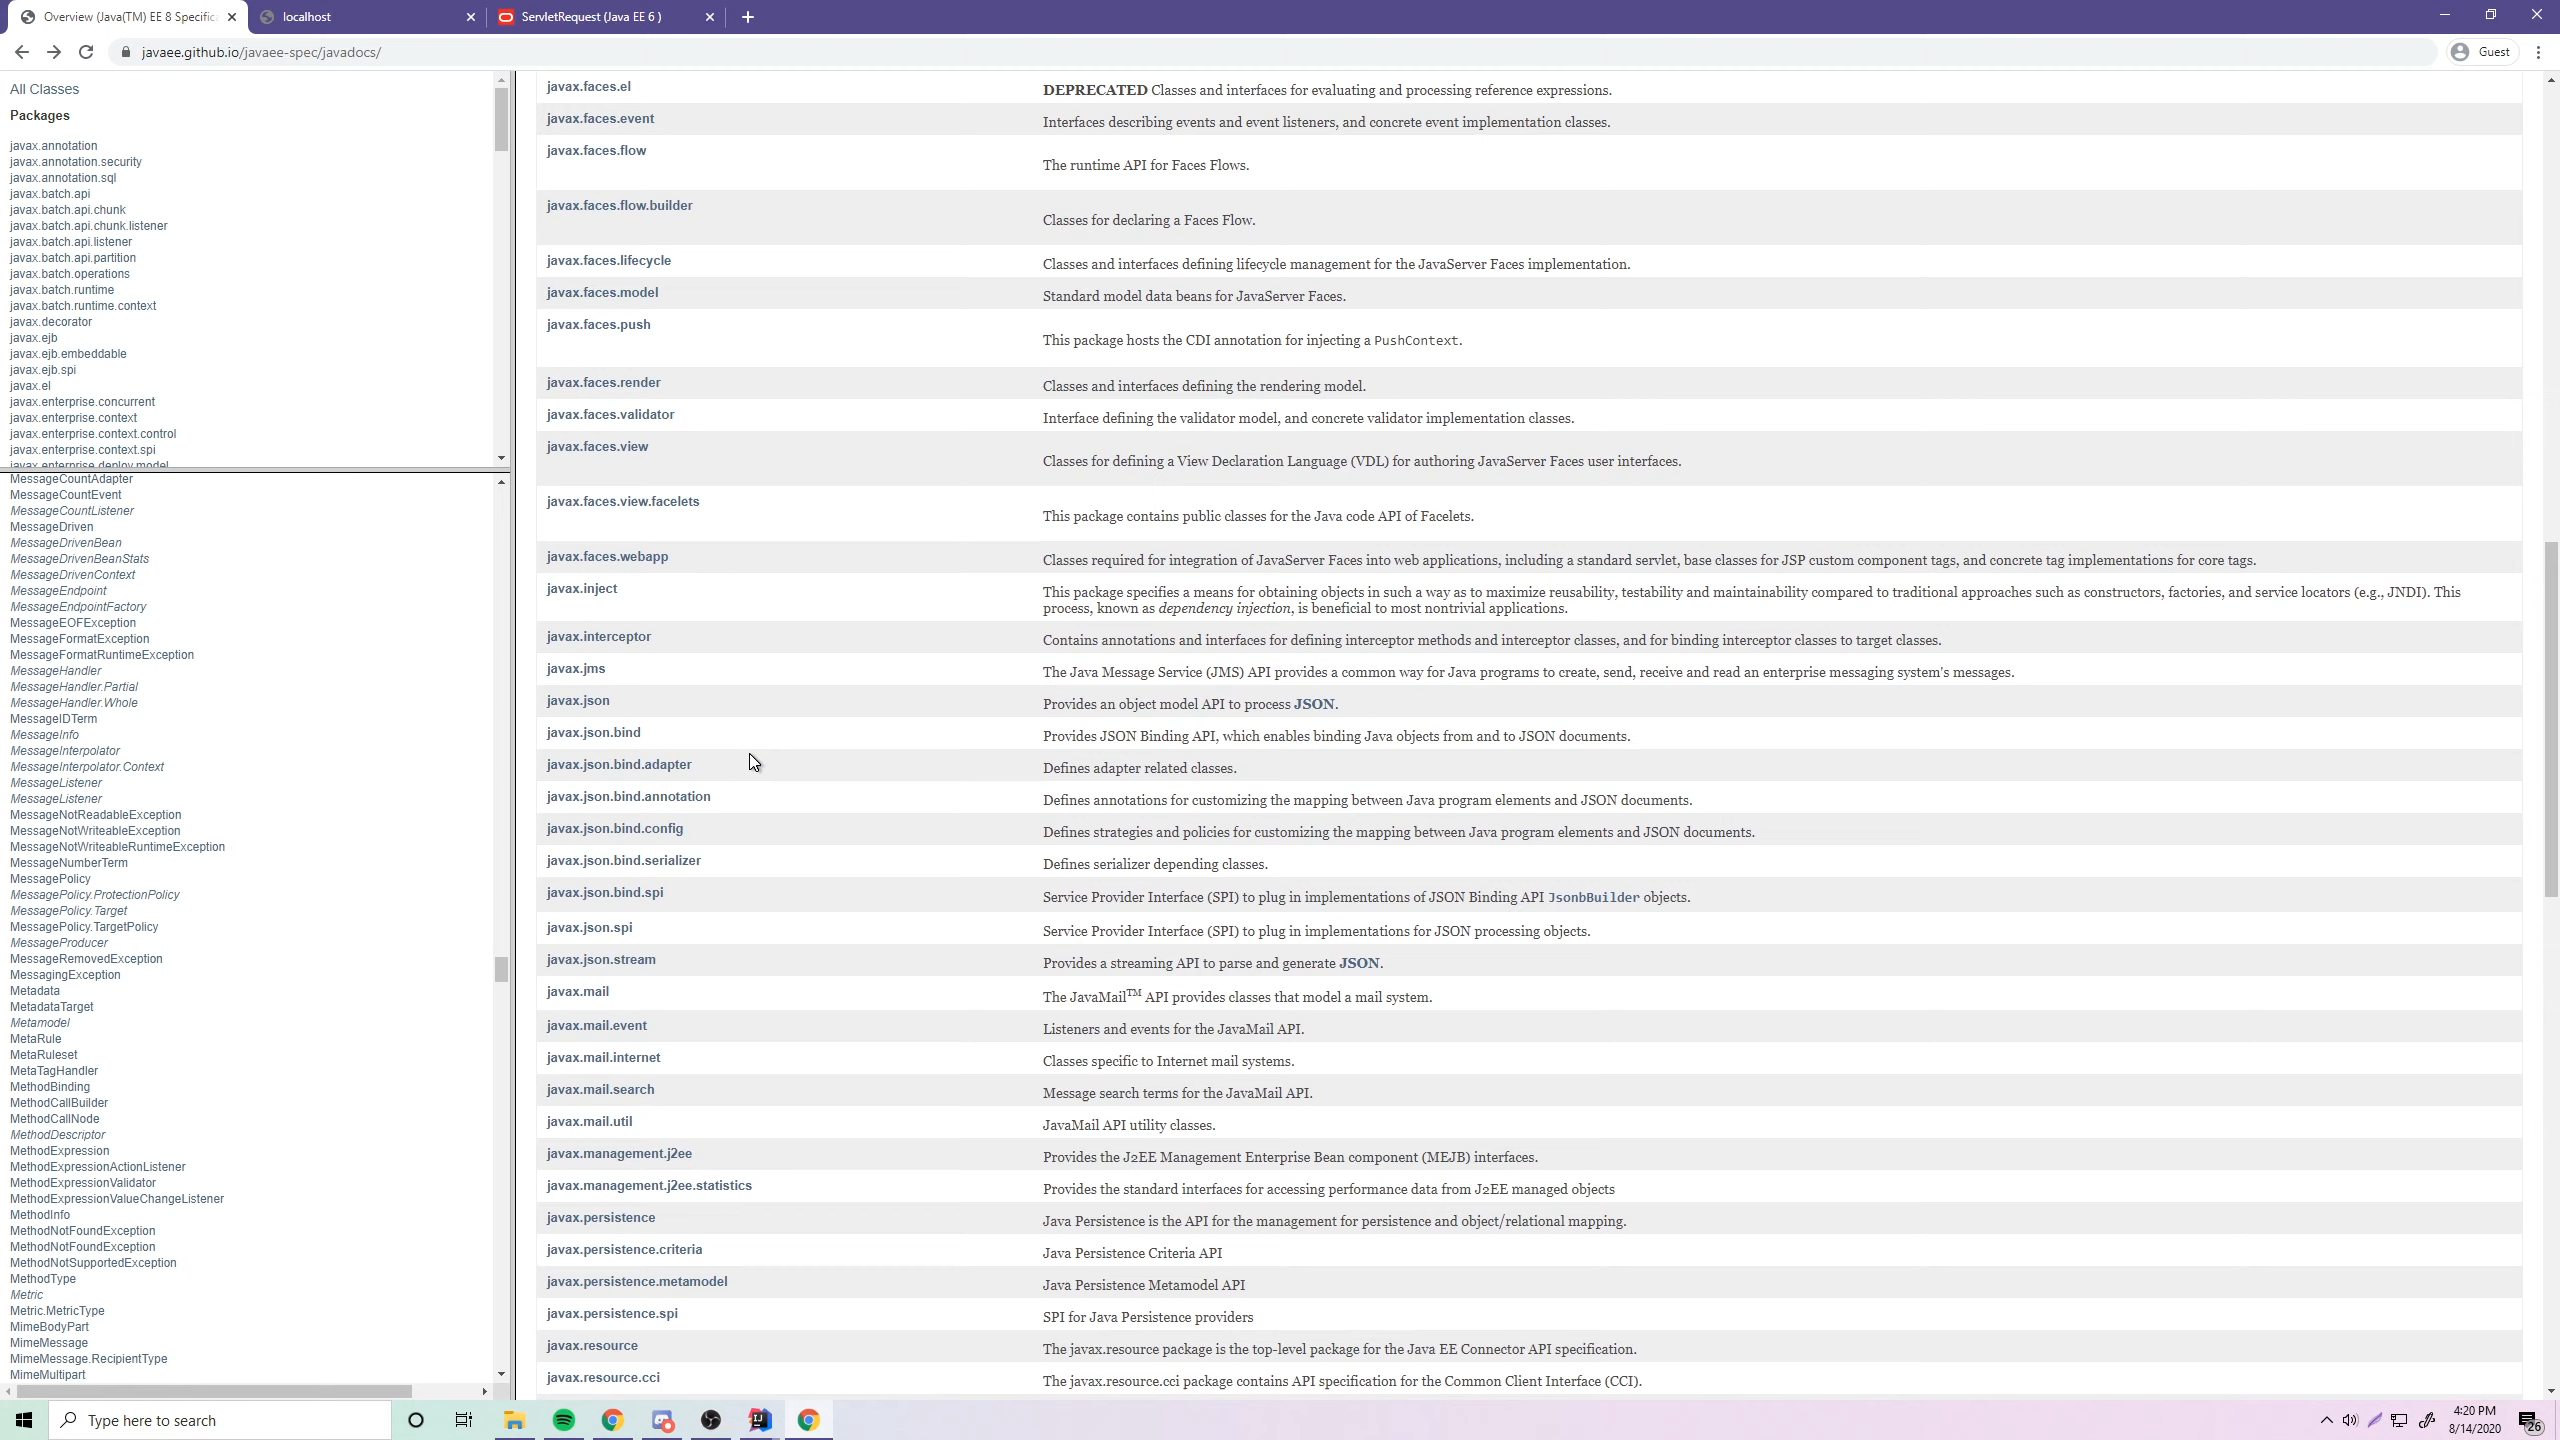 Overview (Java(TM) EE 8 Specific
localhost
ServletRequest (Java EE 6 )
javaee.github.io/javaee-spec/javadocs/
Guest
All Classes
Packages
javax.annotation
javax.annotation.security
javax.annotation.sql
javax.batch.api
javax.batch.api.chunk
javax.batch.api.chunk.listener
javax.batch.api.listener
javax.batch.api.partition
javax.batch.operations
javax.batch.runtime
javax.batch.runtime.context
javax.decorator
javax.ejb
javax.ejb.embeddable
javax.ejb.spi
javax.el
javax.enterprise.concurrent
javax.enterprise.context
javax.enterprise.context.control
javax.enterprise.context.spi
javax.enterprise.deploy.model
MessageCountAdapter
MessageCountEvent
MessageCountListener
MessageDriven
MessageDrivenBean
MessageDrivenBeanStats
MessageDrivenContext
MessageEndpoint
MessageEndpointFactory
MessageEOFException
MessageFormatException
MessageFormatRuntimeException
MessageHandler
MessageHandler.Partial
MessageHandler.Whole
MessageIDTerm
MessageInfo
MessageInterpolator
MessageInterpolator.Context
MessageListener
MessageListener
MessageNotReadableException
MessageNotWriteableException
MessageNotWriteableRuntimeException
MessageNumberTerm
MessagePolicy
MessagePolicy.ProtectionPolicy
MessagePolicy.Target
MessagePolicy.TargetPolicy
MessageProducer
MessageRemovedException
MessagingException
Metadata
MetadataTarget
Metamodel
MetaRule
MetaRuleset
MetaTagHandler
MethodBinding
MethodCallBuilder
MethodCallNode
MethodDescriptor
MethodExpression
MethodExpressionActionListener
MethodExpressionValidator
MethodExpressionValueChangeListener
MethodInfo
MethodNotFoundException
MethodNotFoundException
MethodNotSupportedException
MethodType
Metric
Metric.MetricType
MimeBodyPart
MimeMessage
MimeMessage.RecipientType
MimeMultipart
javax.faces.el DEPRECATED Classes and interfaces for evaluating and processing reference expressions.
javax.faces.event Interfaces describing events and event listeners, and concrete event implementation classes.
javax.faces.flow The runtime API for Faces Flows.
javax.faces.flow.builder Classes for declaring a Faces Flow.
javax.faces.lifecycle Classes and interfaces defining lifecycle management for the JavaServer Faces implementation.
javax.faces.model Standard model data beans for JavaServer Faces.
javax.faces.push This package hosts the CDI annotation for injecting a PushContext.
javax.faces.render Classes and interfaces defining the rendering model.
javax.faces.validator Interface defining the validator model, and concrete validator implementation classes.
javax.faces.view Classes for defining a View Declaration Language (VDL) for authoring JavaServer Faces user interfaces.
javax.faces.view.facelets This package contains public classes for the Java code API of Facelets.
javax.faces.webapp Classes required for integration of JavaServer Faces into web applications, including a standard servlet, base classes for JSP custom component tags, and concrete tag implementations for core tags.
javax.inject This package specifies a means for obtaining objects in such a way as to maximize reusability, testability and maintainability compared to traditional approaches such as constructors, factories, and service locators (e.g., JNDI). This
process, known as dependency injection, is beneficial to most nontrivial applications.
javax.interceptor Contains annotations and interfaces for defining interceptor methods and interceptor classes, and for binding interceptor classes to target classes.
javax.jms The Java Message Service (JMS) API provides a common way for Java programs to create, send, receive and read an enterprise messaging system's messages.
javax.json Provides an object model API to process JSON.
javax.json.bind Provides JSON Binding API, which enables binding Java objects from and to JSON documents.
javax.json.bind.adapter Defines adapter related classes.
javax.json.bind.annotation Defines annotations for customizing the mapping between Java program elements and JSON documents.
javax.json.bind.config Defines strategies and policies for customizing the mapping between Java program elements and JSON documents.
javax.json.bind.serializer Defines serializer depending classes.
javax.json.bind.spi Service Provider Interface (SPI) to plug in implementations of JSON Binding API JsonbBuilder objects.
javax.json.spi Service Provider Interface (SPI) to plug in implementations for JSON processing objects.
javax.json.stream Provides a streaming API to parse and generate JSON.
javax.mail The JavaMailTM API provides classes that model a mail system.
javax.mail.event Listeners and events for the JavaMail API.
javax.mail.internet Classes specific to Internet mail systems.
javax.mail.search Message search terms for the JavaMail API.
javax.mail.util JavaMail API utility classes.
javax.management.j2ee Provides the J2EE Management Enterprise Bean component (MEJB) interfaces.
javax.management.j2ee.statistics Provides the standard interfaces for accessing performance data from J2EE managed objects
javax.persistence Java Persistence is the API for the management for persistence and object/relational mapping.
javax.persistence.criteria Java Persistence Criteria API
javax.persistence.metamodel Java Persistence Metamodel API
javax.persistence.spi SPI for Java Persistence providers
javax.resource The javax.resource package is the top-level package for the Java EE Connector API specification.
javax.resource.cci The javax.resource.cci package contains API specification for the Common Client Interface (CCI).
Type here to search
4:20 PM
8/14/2020
26